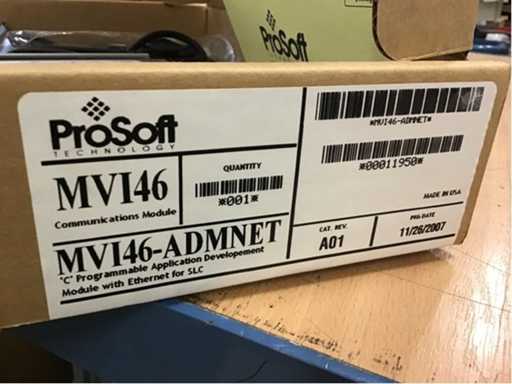 ProSoft
ProSoft
TECHNOLOGY
MVI46
Communications Module
QUANTITY
*001*
MVI46-ADMNET
"C" Programmable Application Developement
Module with Ethernet for SLC
*MVI46-ADMNET*
*00011950*
MADE IN USA
CAT. REV.
A01
PKG-DATE
11/26/2007